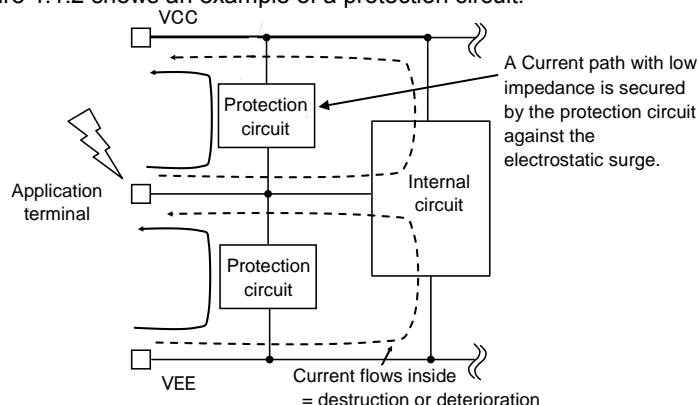 VCC
Protection
circuit
A Current path with low
impedance is secured
by the protection circuit
against the
electrostatic surge.
Application
terminal
Internal
circuit
Protection
circuit
VEE
Current flows inside
= destruction or deterioration